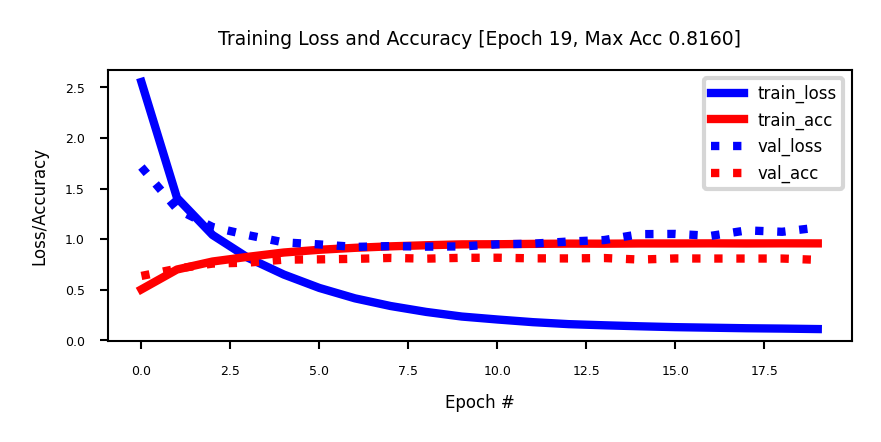 Training Loss and Accuracy [Epoch 19, Max Acc 0.8160]
train_loss
train_acc
val_loss
val_acc
Loss/Accuracy
2.5
2.0
1.5
1.0
0.5
0.0
0.0 2.5 5.0 7.5 10.0 12.5 15.0 17.5
Epoch #